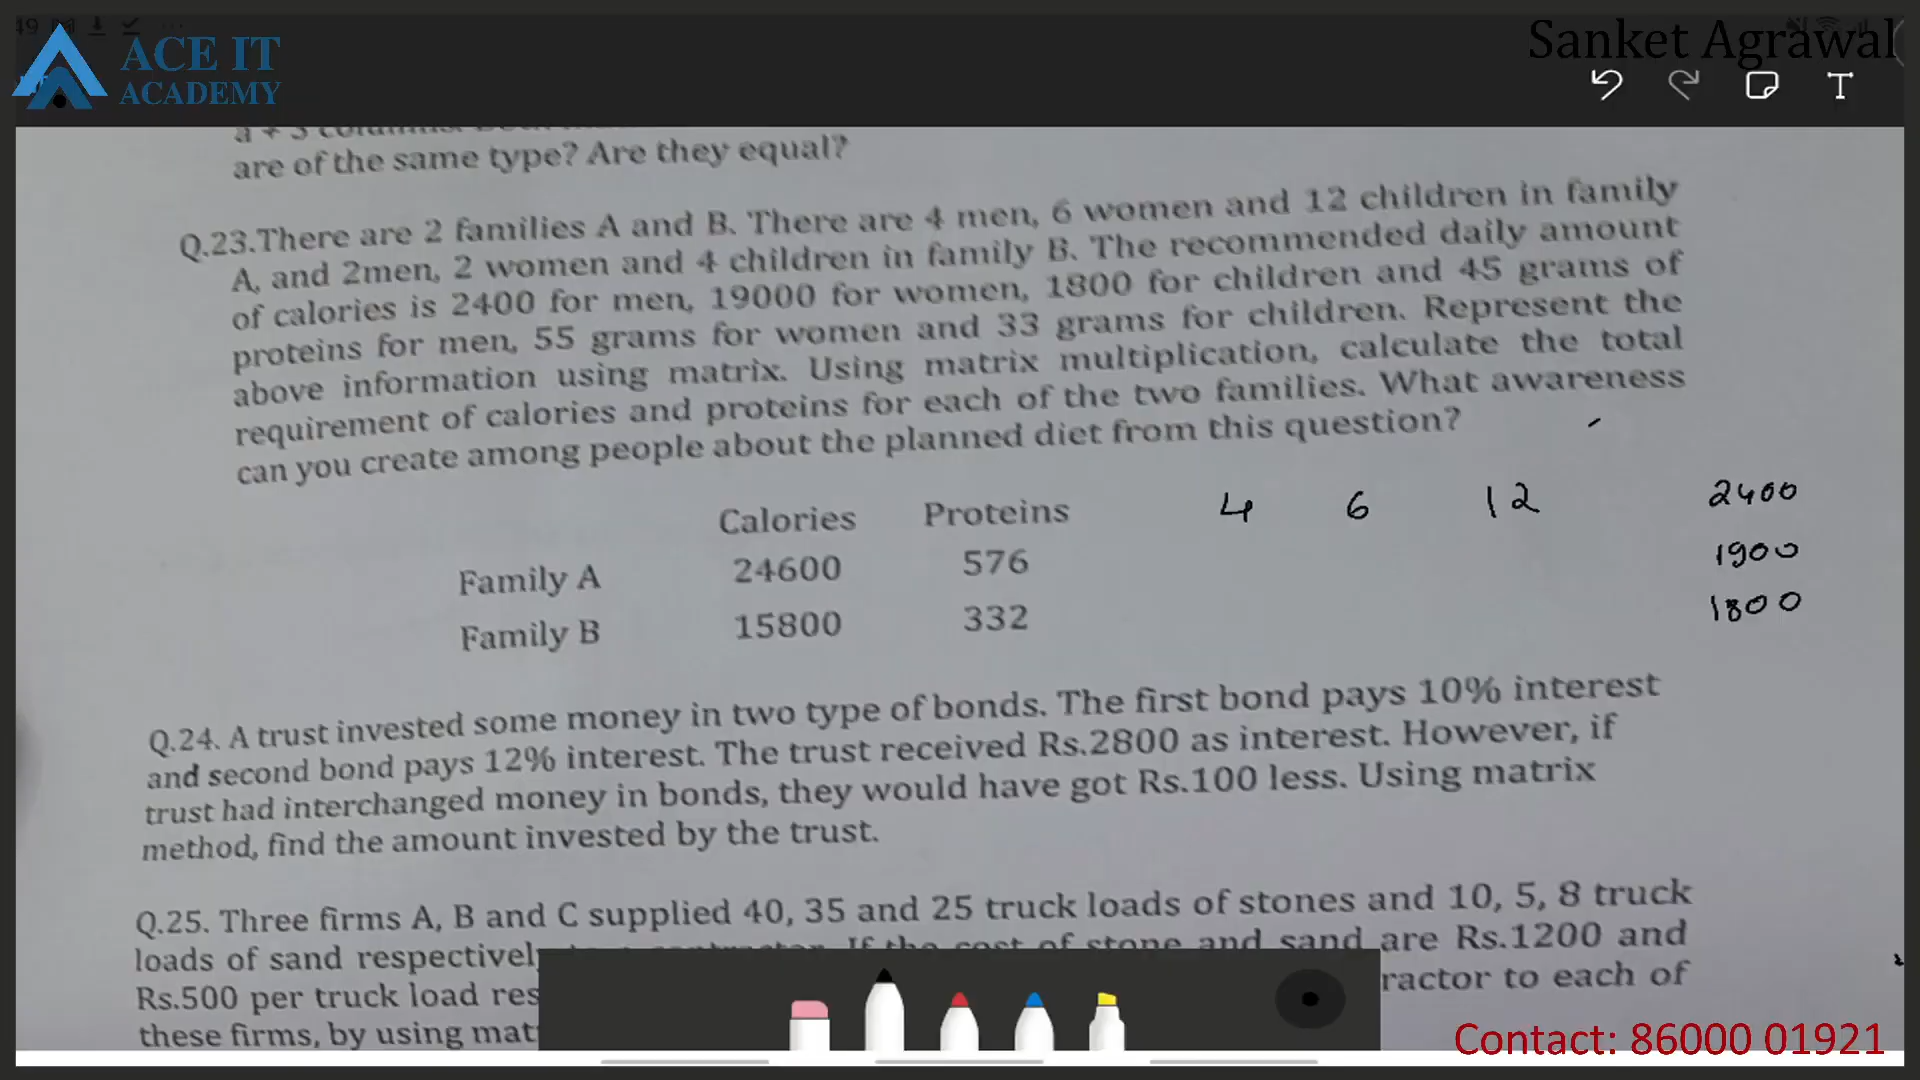 49
Sanket Agrawal
ACE IT
ACADEMY
T
are of the same type? Are they equal?
Q.23.There are 2 families A and B. There are 4 men, 6 women and 12 children in family
A, and 2men, 2 women and 4 children in family B. The recommended daily amount
of calories is 2400 for men, 19000 for women, 1800 for children and 45 grams of
proteins for men, 55 grams for women and 33 grams for children. Represent the
above information using matrix. Using matrix multiplication, calculate the total
requirement of calories and proteins for each of the two families. What awareness
can you create among people about the planned diet from this question?
Calories Proteins 4 6 12 2400
1900
Family A 24600 576
1800
Family B 15800 332
Q.24. A trust invested some money in two type of bonds. The first bond pays 10% interest
and second bond pays 12% interest. The trust received Rs.2800 as interest. However, if
trust had interchanged money in bonds, they would have got Rs.100 less. Using matrix
method, find the amount invested by the trust.
Q.25. Three firms A, B and C supplied 40, 35 and 25 truck loads of stones and 10, 5, 8 truck
loads of sand respectivel If the cost of stone and sand are Rs.1200 and
Rs.500 per truck load res ractor to each of
these firms, by using mat
Contact: 86000 01921